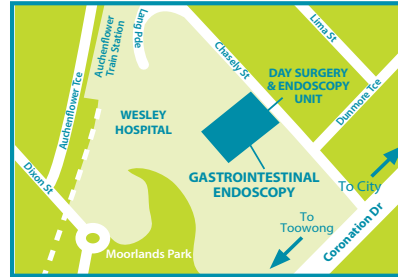 Auchenflower
Train Station
Lang Pde
Chasely St
Lima St
Auchenflower Tce
DAY SURGERY
& ENDOSCOPY
UNIT
Dunmore Tce
WESLEY
HOSPITAL
GASTROINTESTINAL
ENDOSCOPY
Dixon St
To City
To
Toowong
Coronation Dr
Moorlands Park